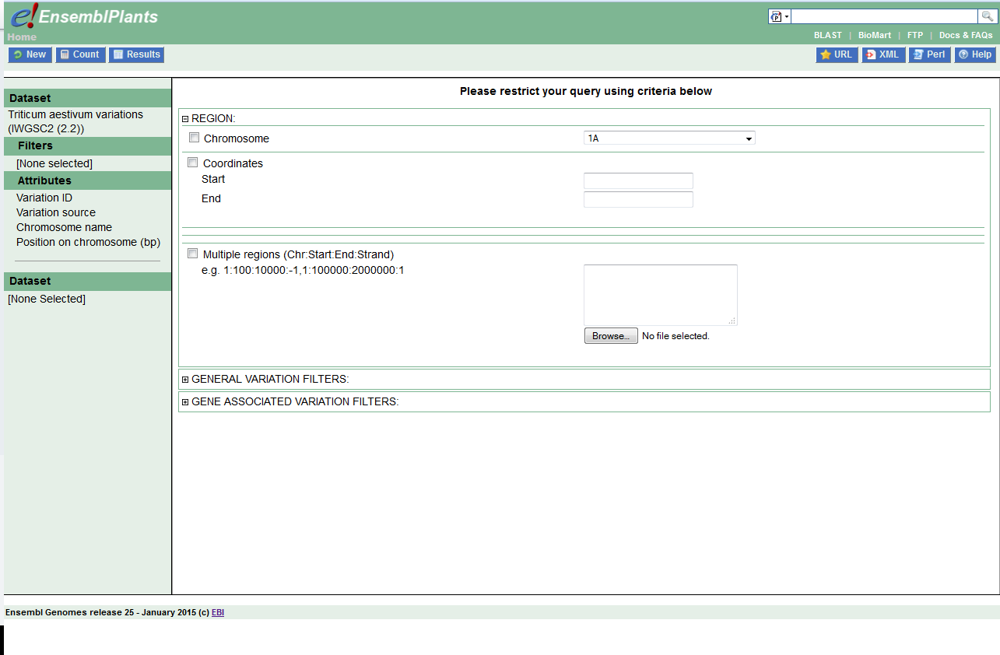 e! EnsemblPlants
Home
BLAST | BioMart | FTP | Docs & FAQs
New Count Results
URL XML Perl Help
Please restrict your query using criteria below
Dataset
Triticum aestivum variations
(IWGSC2 (2.2))
Filters
[None selected]
Attributes
Variation ID
Variation source
Chromosome name
Position on chromosome (bp)
Dataset
[None Selected]
REGION:
Chromosome 1A
Coordinates
Start
End
Multiple regions (Chr:Start:End:Strand)
e.g. 1:100:10000:-1,1:100000:2000000:1
Browse... No file selected.
GENERAL VARIATION FILTERS:
GENE ASSOCIATED VARIATION FILTERS:
Ensembl Genomes release 25 - January 2015 (c) EBI